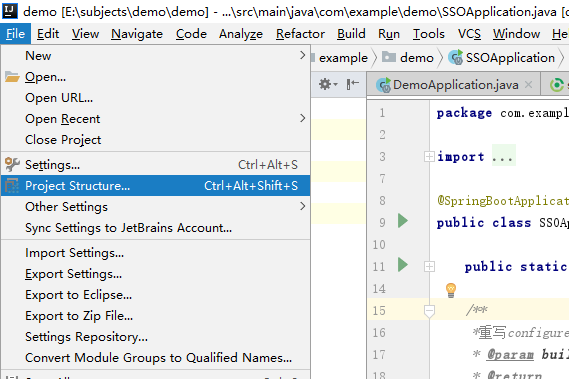 demo [E:\subjects\demo\demo] - ...\src\main\java\com\example\demo\SSOApplication.java [d
File Edit View Navigate Code Analyze Refactor Build Run Tools VCS Window He
example demo SSOApplication
New
Open...
Open URL...
Open Recent
Close Project
Settings... Ctrl+Alt+S
Project Structure... Ctrl+Alt+Shift+S
Other Settings
Sync Settings to JetBrains Account...
Import Settings...
Export Settings...
Export to Eclipse...
Export to Zip File...
Settings Repository...
Convert Module Groups to Qualified Names...
DemoApplication.java
1 package com.exampl
2
3 import ...
7
8 @SpringBootApplicat
9 public class SSOAp
10
11 public static
14
15 /**
16 *重写configure
17 * @param buil
18 * @return